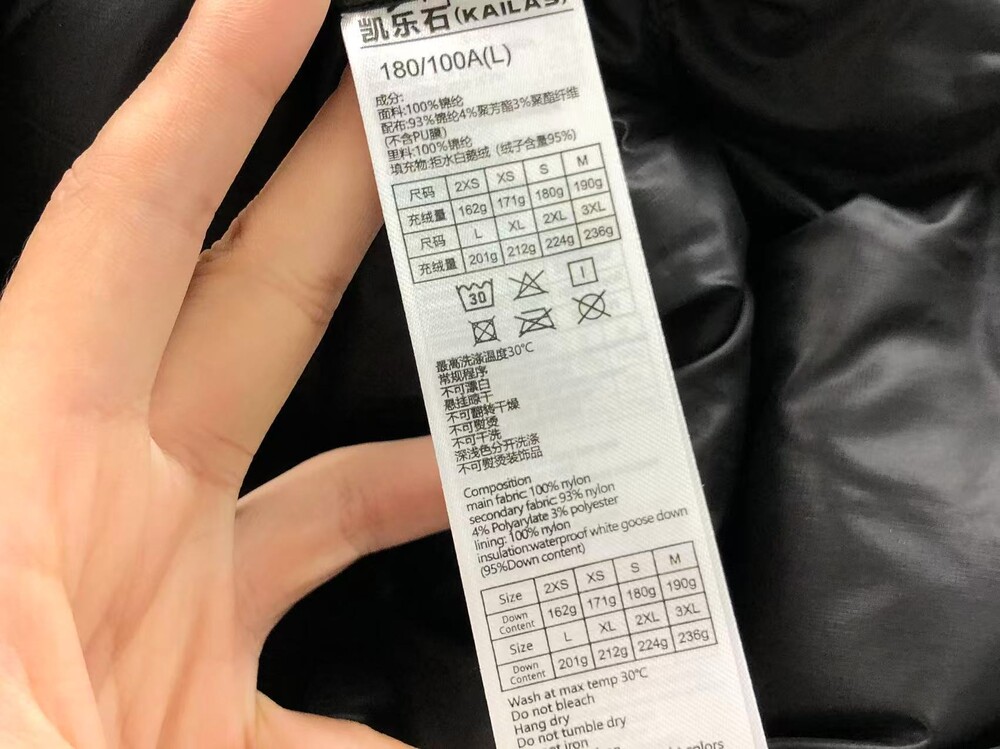 凯乐石(KAILAS)
180/100A(L)
成分:
面料:100%锦纶
配布:93%锦纶4%聚芳酯3%聚酯纤维
(不含PU膜)
里料:100%锦纶
填充物:拒水白鹅绒(绒子含量95%)
尺码 2XS XS S M
充绒量 162g 171g 180g 190g
尺码 L XL 2XL 3XL
充绒量 201g 212g 224g 236g
30
最高洗涤温度30℃
常规程序
不可漂白
悬挂晾干
不可翻转干燥
不可熨烫
不可干洗
深浅色分开洗涤
不可熨烫装饰品
Composition
main fabric: 100% nylon
secondary fabric: 93% nylon
4% Polyarylate 3% polyester
lining: 100% nylon
insulation:waterproof white goose down
(95%Down content)
Size 2XS XS S M
Down Content 162g 171g 180g 190g
Size L XL 2XL 3XL
Down Content 201g 212g 224g 236g
Wash at max temp 30℃
Do not bleach
Hang dry
Do not tumble dry
iron
colors